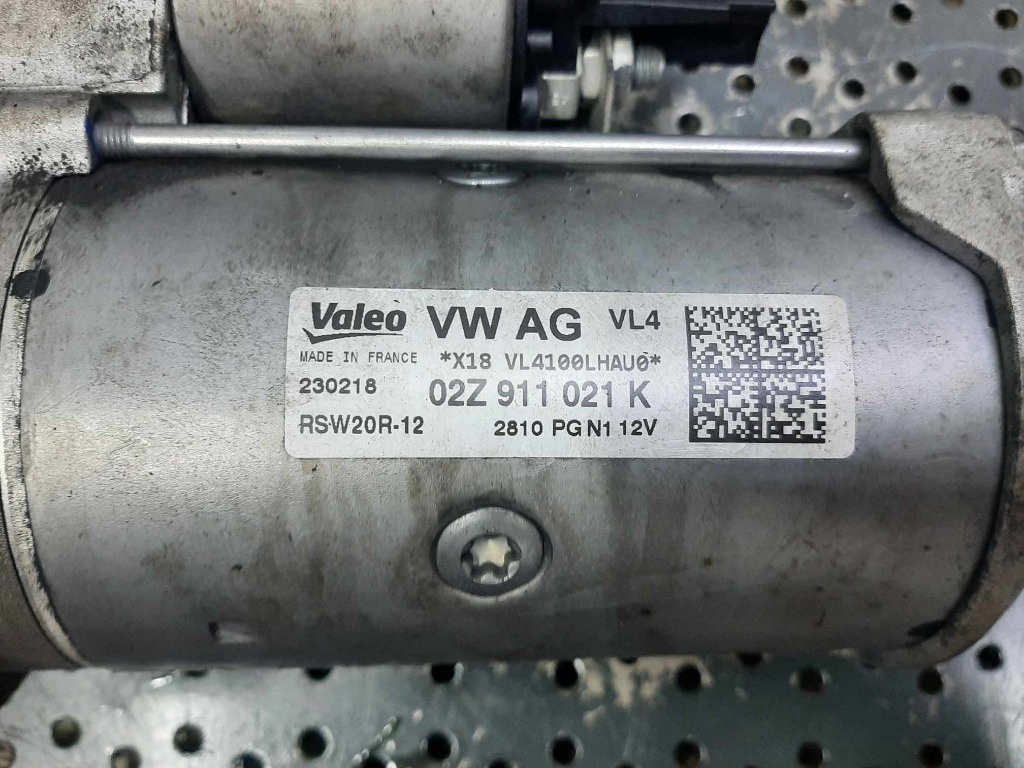 Valeo VW AG VL4
MADE IN FRANCE *X18 VL4100LHAU0*
230218 02Z 911 021 K
RSW20R-12 2810 PG N1 12V